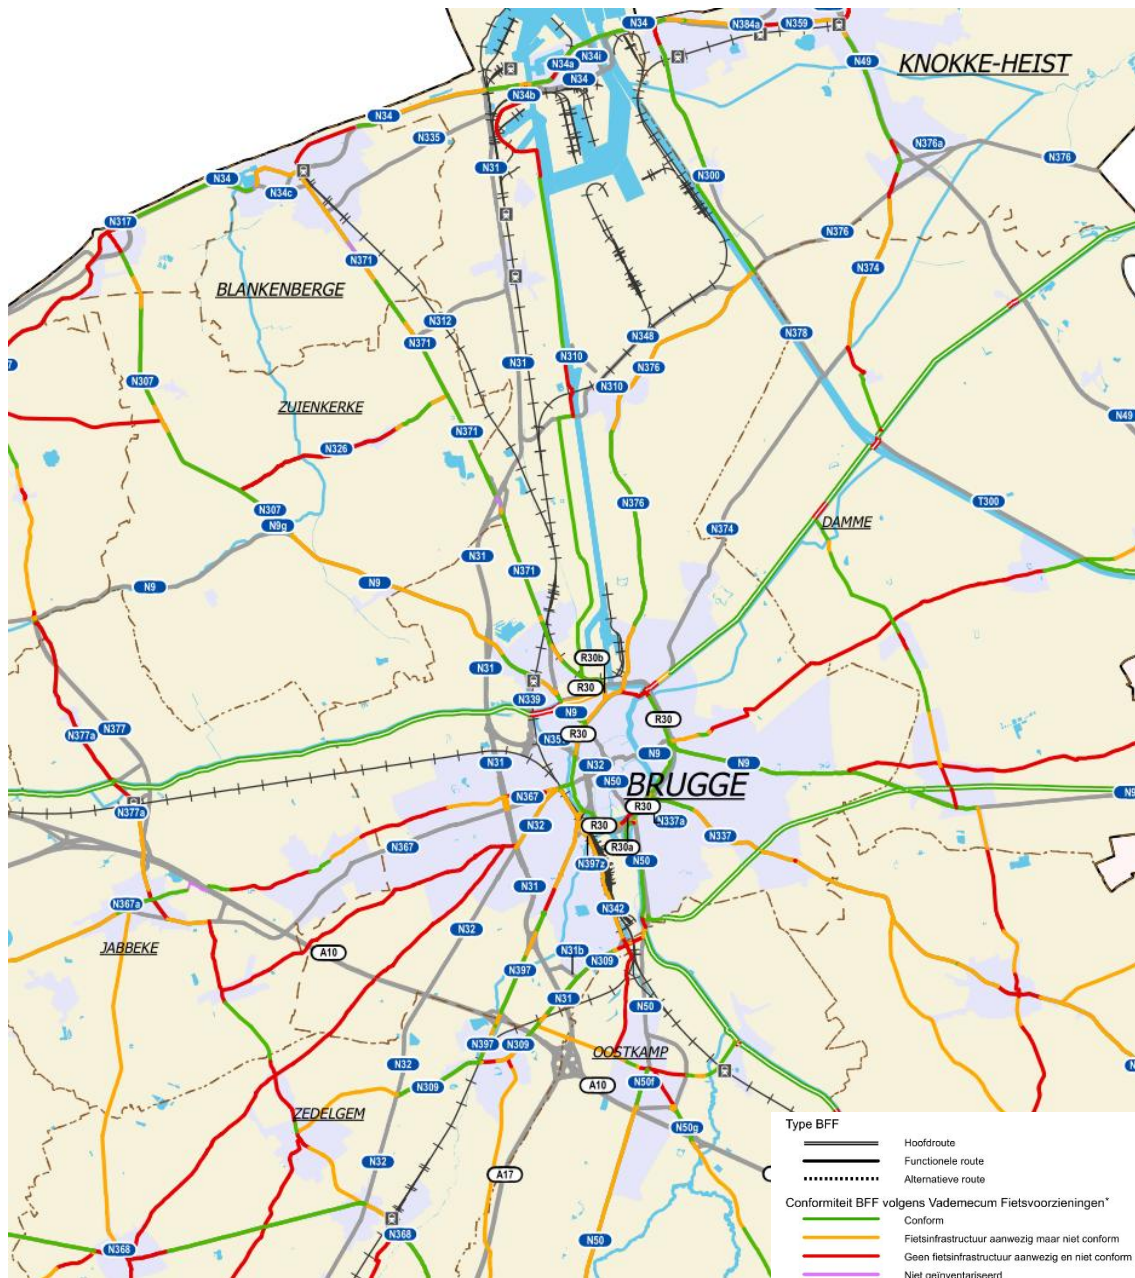 N34
N384a
N359
N34i
N34a
N49
KNOKKE-HEIST
N34
N34b
N34
N335
N376a
N376
N31
N300
N34
N34c
N317
N376
N371
N374
BLANKENBERGE
N312
N378
N371
N31
N310
N348
N376
N307
N310
ZUIENKERKE
N49
N371
N326
N376
T300
N307
N9g
N374
DAMME
N31
N371
N9
N9
R30b
N31
R30
N339
N9
R30
N377
N377a
R30
N9
N31
N32
N9
N50
BRUGGE
N367
R30
N377a
N32
R30
N337a
N337
N367
R30a
N397z
N50
N31
N367a
N342
N32
JABBEKE
A10
N31b
N309
N397
N31
N50
N397
N309
OOSTKAMP
N32
N309
A10
N50f
ZEDELGEM
N50g
N32
A17
N368
N368
N50
Type BFF
Hoofdroute
Functionele route
Alternatieve route
Conformiteit BFF volgens Vademecum Fietsvoorzieningen*
Conform
Fietsinfrastructuur aanwezig maar niet conform
Geen fietsinfrastructuur aanwezig en niet conform
Niet geïnventariseerd